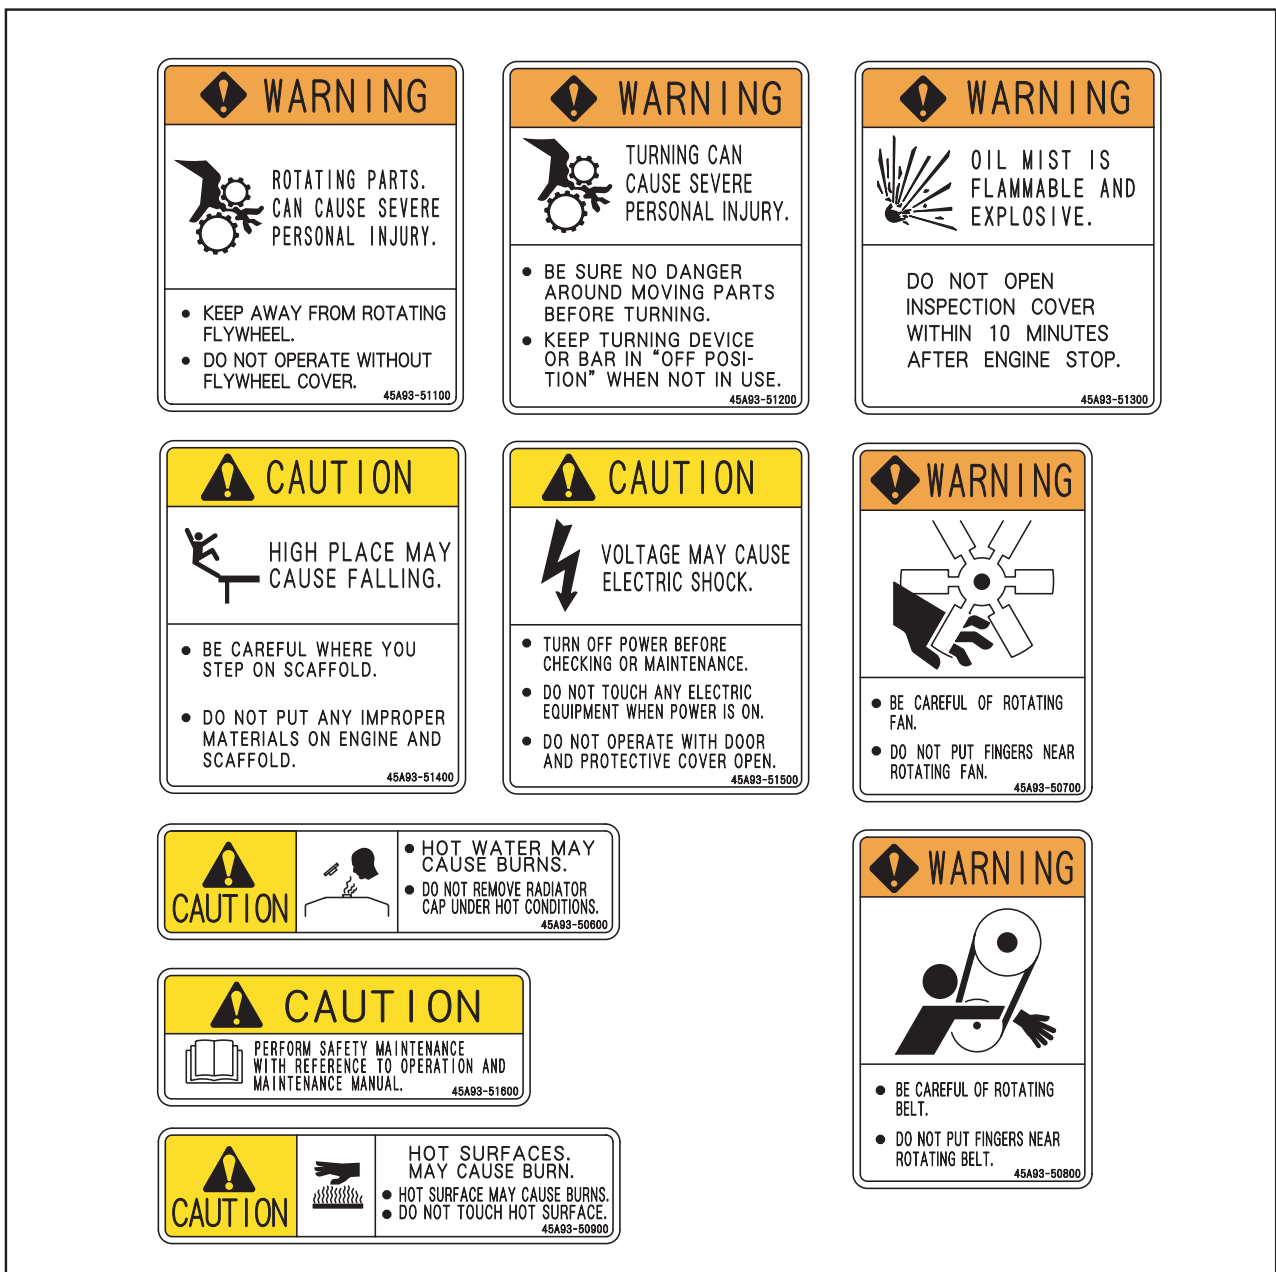 WARNING
ROTATING PARTS.
CAN CAUSE SEVERE
PERSONAL INJURY.
● KEEP AWAY FROM ROTATING
FLYWHEEL.
● DO NOT OPERATE WITHOUT
FLYWHEEL COVER.
45A93-51100
WARNING
TURNING CAN
CAUSE SEVERE
PERSONAL INJURY.
● BE SURE NO DANGER
AROUND MOVING PARTS
BEFORE TURNING.
● KEEP TURNING DEVICE
OR BAR IN “OFF POSI-
TION” WHEN NOT IN USE.
45A93-51200
WARNING
OIL MIST IS
FLAMMABLE AND
EXPLOSIVE.
DO NOT OPEN
INSPECTION COVER
WITHIN 10 MINUTES
AFTER ENGINE STOP.
45A93-51300
CAUTION
HIGH PLACE MAY
CAUSE FALLING.
● BE CAREFUL WHERE YOU
STEP ON SCAFFOLD.
● DO NOT PUT ANY IMPROPER
MATERIALS ON ENGINE AND
SCAFFOLD.
45A93-51400
CAUTION
VOLTAGE MAY CAUSE
ELECTRIC SHOCK.
● TURN OFF POWER BEFORE
CHECKING OR MAINTENANCE.
● DO NOT TOUCH ANY ELECTRIC
EQUIPMENT WHEN POWER IS ON.
● DO NOT OPERATE WITH DOOR
AND PROTECTIVE COVER OPEN.
45A93-51500
WARNING
● BE CAREFUL OF ROTATING
FAN.
● DO NOT PUT FINGERS NEAR
ROTATING FAN.
45A93-50700
CAUTION
● HOT WATER MAY
CAUSE BURNS.
● DO NOT REMOVE RADIATOR
CAP UNDER HOT CONDITIONS.
45A93-50600
WARNING
● BE CAREFUL OF ROTATING
BELT.
● DO NOT PUT FINGERS NEAR
ROTATING BELT.
45A93-50800
CAUTION
PERFORM SAFETY MAINTENANCE
WITH REFERENCE TO OPERATION AND
MAINTENANCE MANUAL.
45A93-51600
CAUTION
HOT SURFACES.
MAY CAUSE BURN.
● HOT SURFACE MAY CAUSE BURNS.
● DO NOT TOUCH HOT SURFACE.
45A93-50900